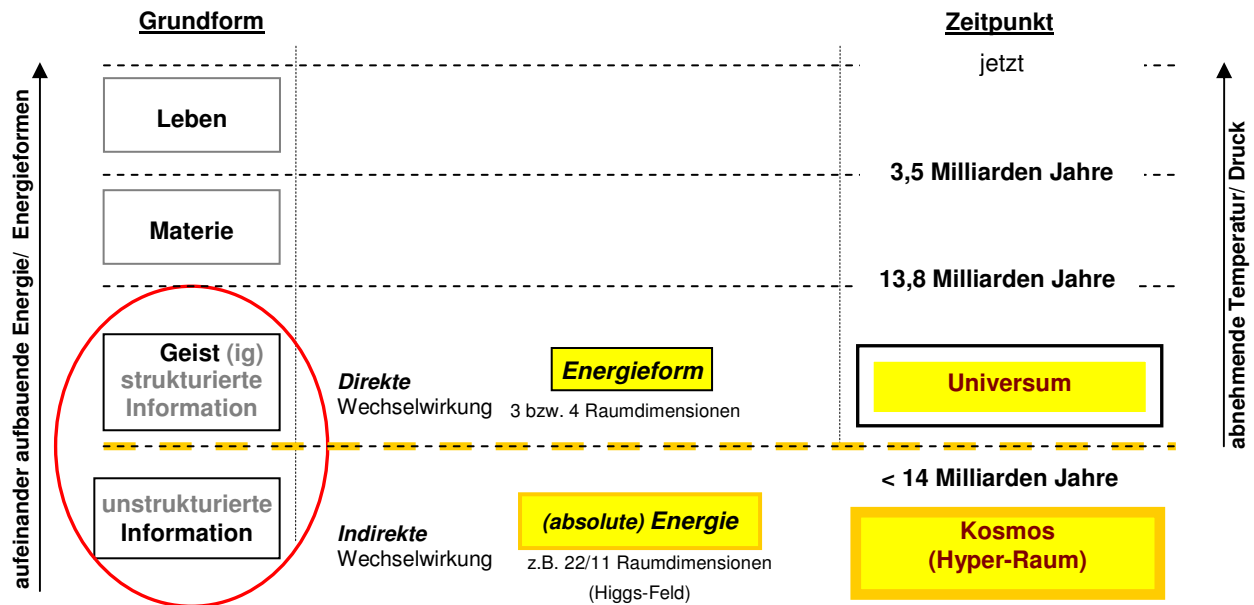 Grundform
Zeitpunkt
aufeinander aufbauende Energie/ Energieformen
abnehmende Temperatur/ Druck
jetzt
Leben
3,5 Milliarden Jahre
Materie
13,8 Milliarden Jahre
Geist (ig)
strukturierte
Information
Direkte
Wechselwirkung
Energieform
3 bzw. 4 Raumdimensionen
Universum
< 14 Milliarden Jahre
unstrukturierte
Information
Indirekte
Wechselwirkung
(absolute) Energie
z.B. 22/11 Raumdimensionen
(Higgs-Feld)
Kosmos
(Hyper-Raum)